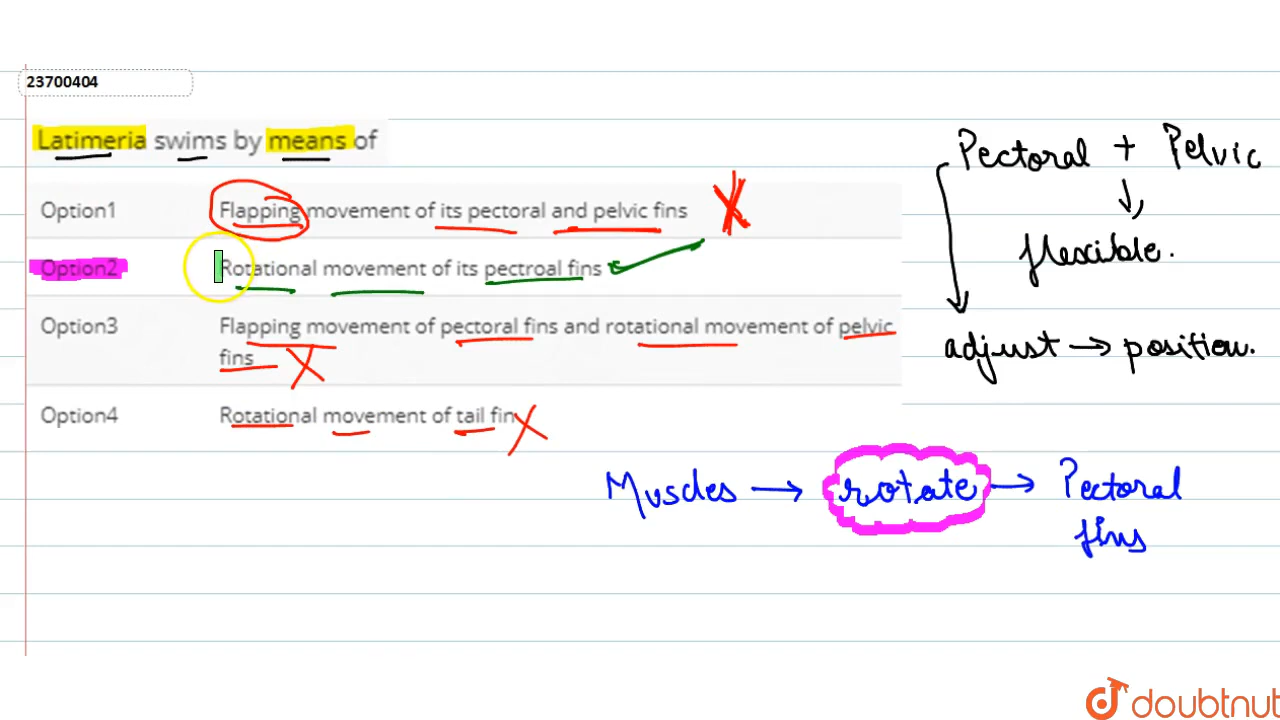 23700404
Latimeria swims by means of
Option1 Flapping movement of its pectoral and pelvic fins
Option2 Rotational movement of its pectroal fins
Option3 Flapping movement of pectoral fins and rotational movement of pelvic
fins
Option4 Rotational movement of tail fin
Pectoral + Pelvic
flexible.
adjust → position.
Muscles → rotate → Pectoral
fins
doubtnut